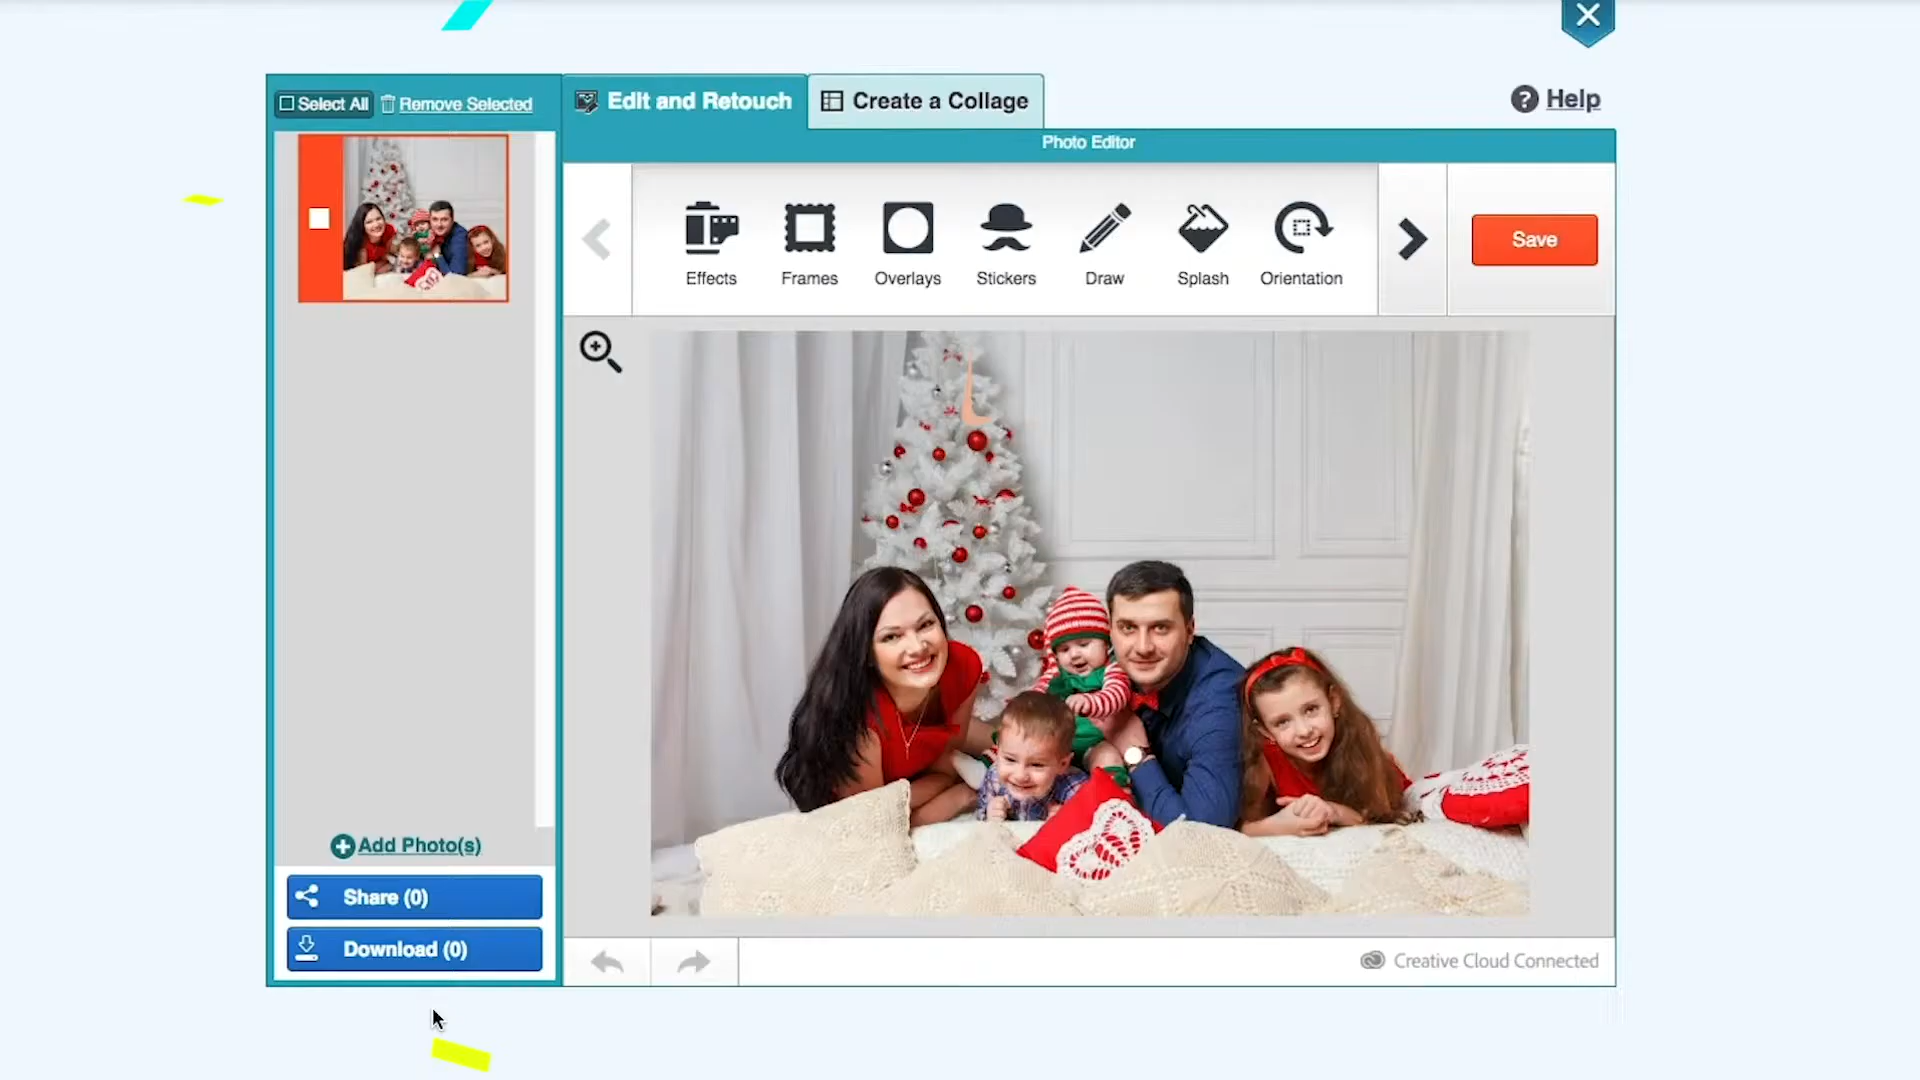 Select All
Remove Selected
Edit and Retouch
Create a Collage
Help
Photo Editor
Effects
Frames
Overlays
Stickers
Draw
Splash
Orientation
Save
Add Photo(s)
Share (0)
Download (0)
Creative Cloud Connected